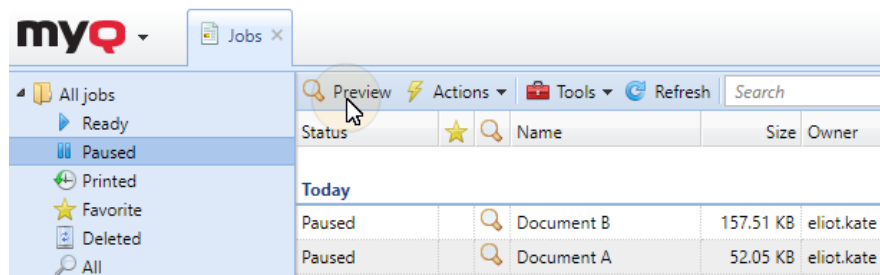 myQ
Jobs
All jobs
Ready
Paused
Printed
Favorite
Deleted
All
Preview Actions Tools Refresh Search
Status Name Size Owner
Today
Paused Document B 157.51 KB eliot.kate
Paused Document A 52.05 KB eliot.kate